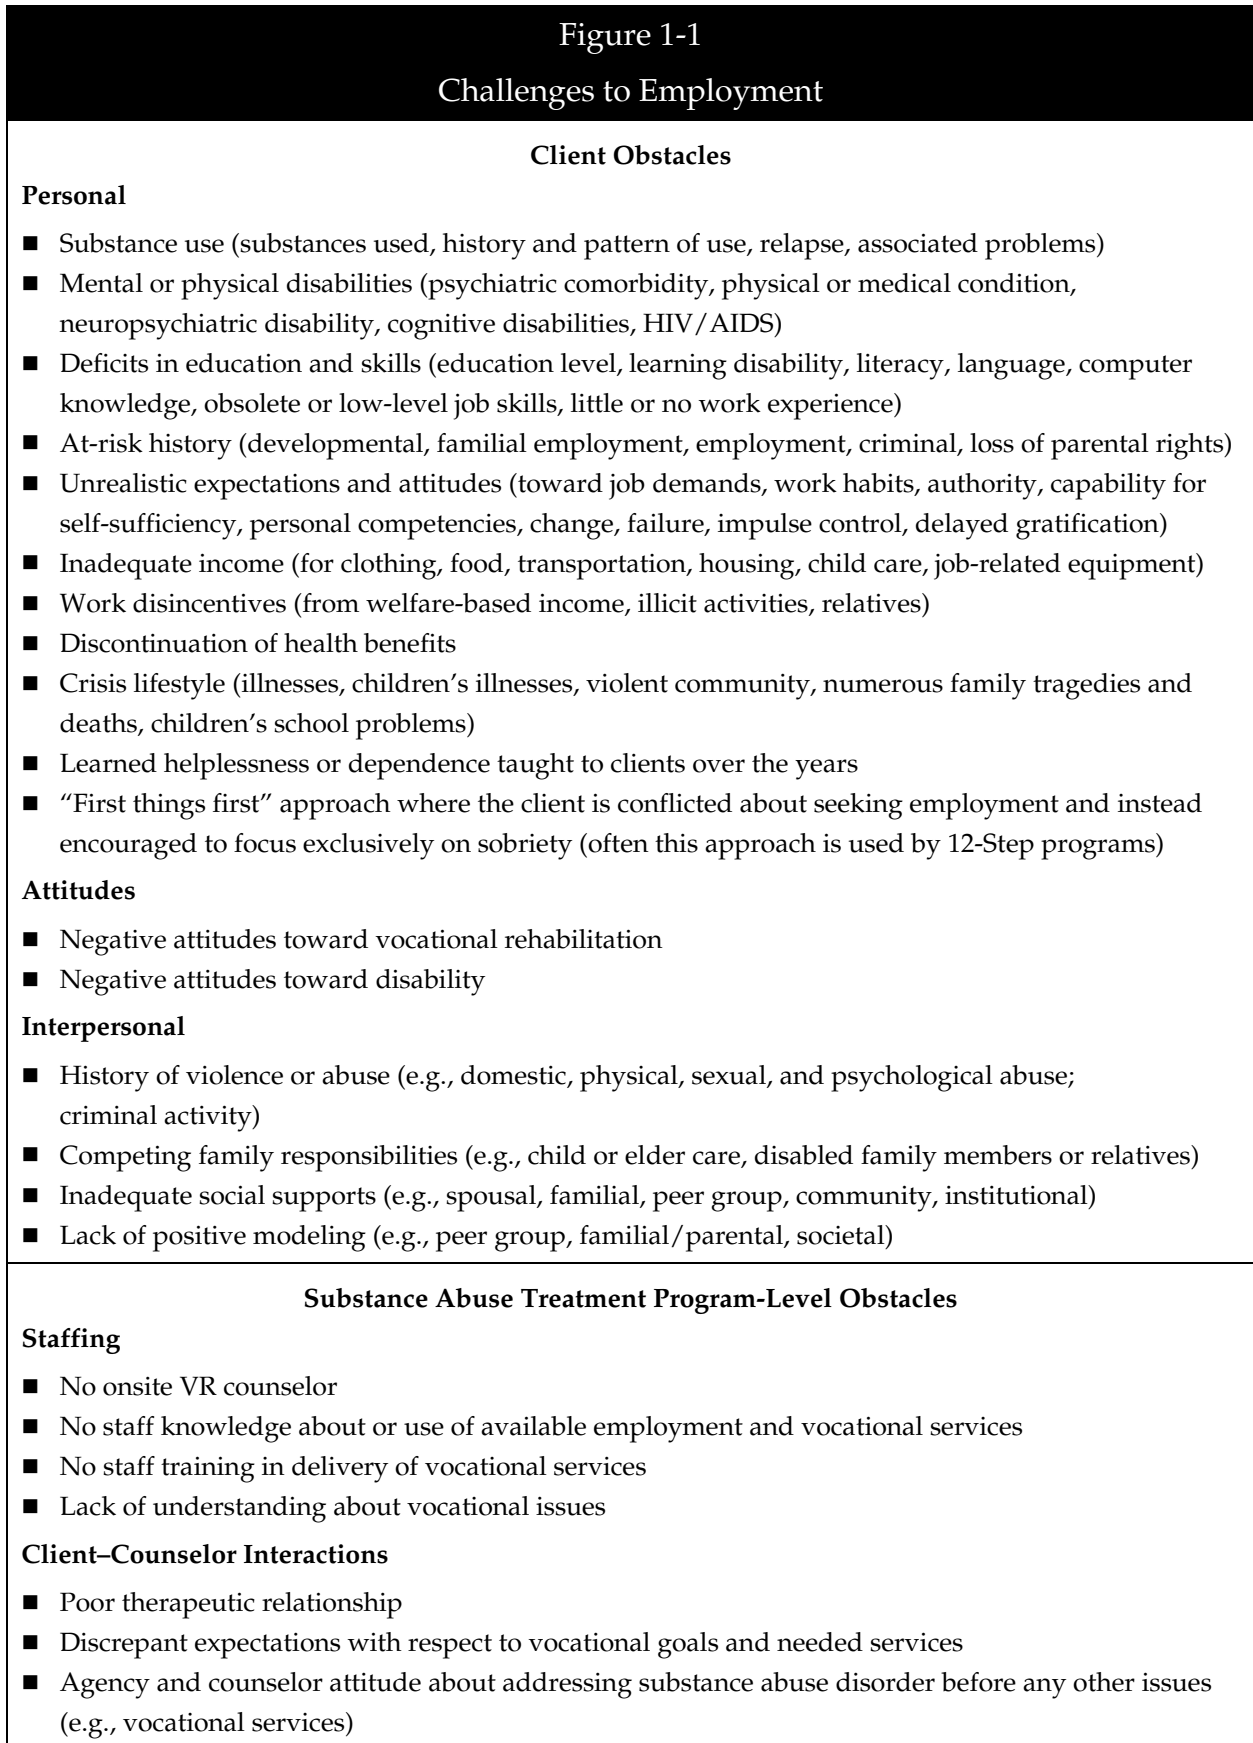 Figure 1-1
Challenges to Employment
Client Obstacles
Personal
■ Substance use (substances used, history and pattern of use, relapse, associated problems)
■ Mental or physical disabilities (psychiatric comorbidity, physical or medical condition,
neuropsychiatric disability, cognitive disabilities, HIV/AIDS)
■ Deficits in education and skills (education level, learning disability, literacy, language, computer
knowledge, obsolete or low-level job skills, little or no work experience)
■ At-risk history (developmental, familial employment, employment, criminal, loss of parental rights)
■ Unrealistic expectations and attitudes (toward job demands, work habits, authority, capability for
self-sufficiency, personal competencies, change, failure, impulse control, delayed gratification)
■ Inadequate income (for clothing, food, transportation, housing, child care, job-related equipment)
■ Work disincentives (from welfare-based income, illicit activities, relatives)
■ Discontinuation of health benefits
■ Crisis lifestyle (illnesses, children’s illnesses, violent community, numerous family tragedies and
deaths, children’s school problems)
■ Learned helplessness or dependence taught to clients over the years
■ “First things first” approach where the client is conflicted about seeking employment and instead
encouraged to focus exclusively on sobriety (often this approach is used by 12-Step programs)
Attitudes
■ Negative attitudes toward vocational rehabilitation
■ Negative attitudes toward disability
Interpersonal
■ History of violence or abuse (e.g., domestic, physical, sexual, and psychological abuse;
criminal activity)
■ Competing family responsibilities (e.g., child or elder care, disabled family members or relatives)
■ Inadequate social supports (e.g., spousal, familial, peer group, community, institutional)
■ Lack of positive modeling (e.g., peer group, familial/parental, societal)
Substance Abuse Treatment Program-Level Obstacles
Staffing
■ No onsite VR counselor
■ No staff knowledge about or use of available employment and vocational services
■ No staff training in delivery of vocational services
■ Lack of understanding about vocational issues
Client–Counselor Interactions
■ Poor therapeutic relationship
■ Discrepant expectations with respect to vocational goals and needed services
■ Agency and counselor attitude about addressing substance abuse disorder before any other issues
(e.g., vocational services)